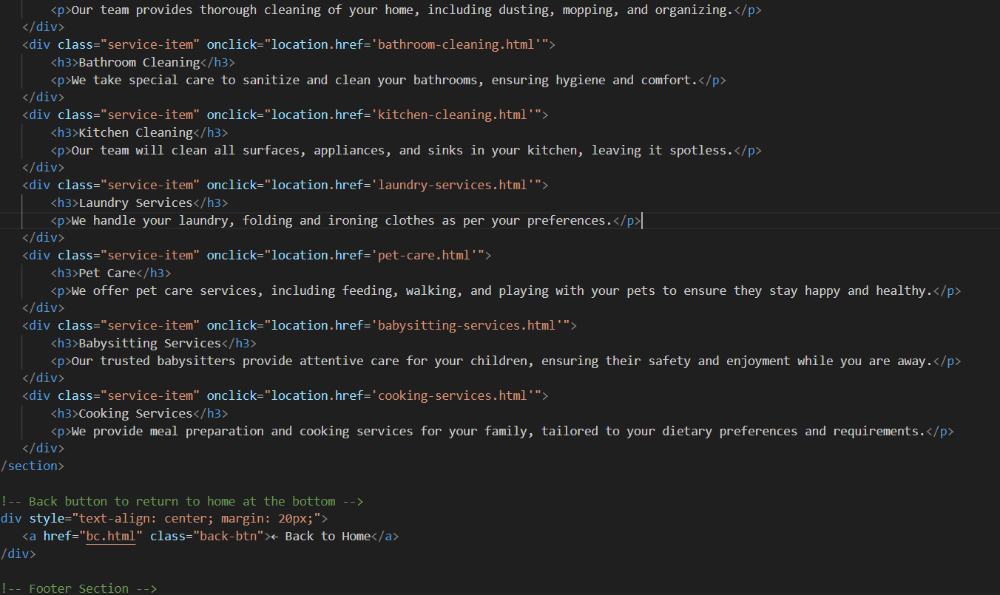 <p>Our team provides thorough cleaning of your home, including dusting, mopping, and organizing.</p>
</div>
<div class="service-item" onclick="location.href='bathroom-cleaning.html'">
<h3>Bathroom Cleaning</h3>
<p>We take special care to sanitize and clean your bathrooms, ensuring hygiene and comfort.</p>
</div>
<div class="service-item" onclick="location.href='kitchen-cleaning.html'">
<h3>Kitchen Cleaning</h3>
<p>Our team will clean all surfaces, appliances, and sinks in your kitchen, leaving it spotless.</p>
</div>
<div class="service-item" onclick="location.href='laundry-services.html'">
<h3>Laundry Services</h3>
<p>We handle your laundry, folding and ironing clothes as per your preferences.</p>
</div>
<div class="service-item" onclick="location.href='pet-care.html'">
<h3>Pet Care</h3>
<p>We offer pet care services, including feeding, walking, and playing with your pets to ensure they stay happy and healthy.</p>
</div>
<div class="service-item" onclick="location.href='babysitting-services.html'">
<h3>Babysitting Services</h3>
<p>Our trusted babysitters provide attentive care for your children, ensuring their safety and enjoyment while you are away.</p>
</div>
<div class="service-item" onclick="location.href='cooking-services.html'">
<h3>Cooking Services</h3>
<p>We provide meal preparation and cooking services for your family, tailored to your dietary preferences and requirements.</p>
</div>
/section>
!-- Back button to return to home at the bottom -->
div style="text-align: center; margin: 20px;">
<a href="bc.html" class="back-btn">← Back to Home</a>
/div>
!-- Footer Section -->